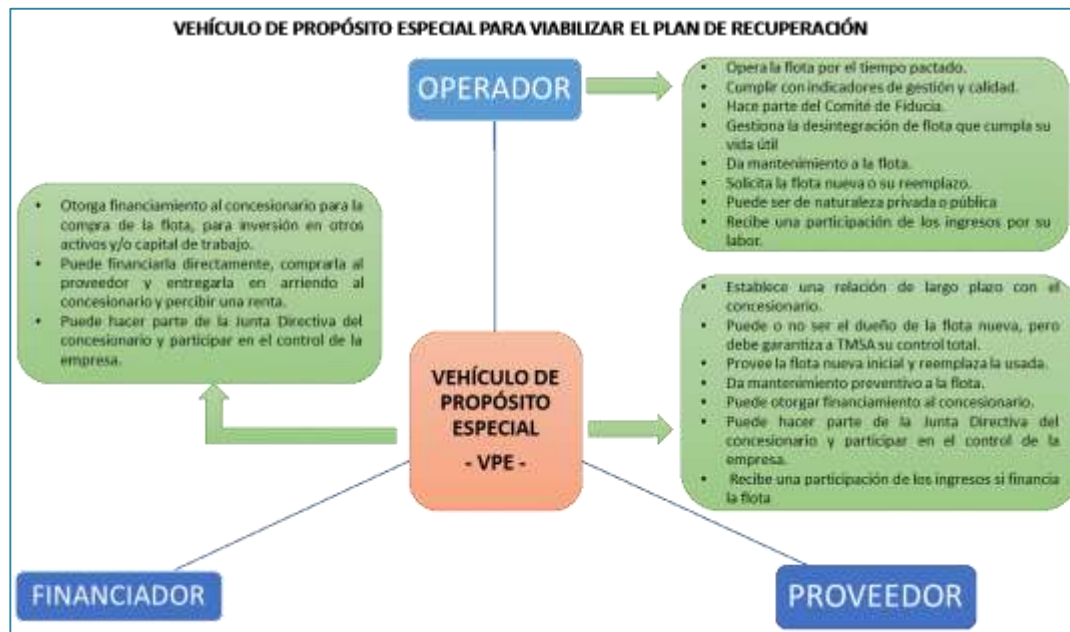 VEHÍCULO DE PROPÓSITO ESPECIAL PARA VIABILIZAR EL PLAN DE RECUPERACIÓN
OPERADOR
• Opera la flota por el tiempo pactado.
• Cumplir con indicadores de gestión y calidad.
• Hace parte del Comité de Fiducia.
• Gestiona la desintegración de flota que cumpla su
vida útil
• Da mantenimiento a la flota.
• Solicita la flota nueva o su reemplazo.
• Puede ser de naturaleza privada o pública
• Recibe una participación de los ingresos por su
labor.
• Otorga financiamiento al concesionario para la
compra de la flota, para inversión en otros
activos y/o capital de trabajo.
• Puede financiarla directamente, comprarla al
proveedor y entregarla en arriendo al
concesionario y percibir una renta.
• Puede hacer parte de la Junta Directiva del
concesionario y participar en el control de la
empresa.
VEHÍCULO DE
PROPÓSITO
ESPECIAL
- VPE -
• Establece una relación de largo plazo con el
concesionario.
• Puede o no ser el dueño de la flota nueva, pero
debe garantiza a TMSA su control total.
• Provee la flota nueva inicial y reemplaza la usada.
• Da mantenimiento preventivo a la flota.
• Puede otorgar financiamiento al concesionario.
• Puede hacer parte de la Junta Directiva del
concesionario y participar en el control de la
empresa.
• Recibe una participación de los ingresos si financia
la flota
FINANCIADOR
PROVEEDOR